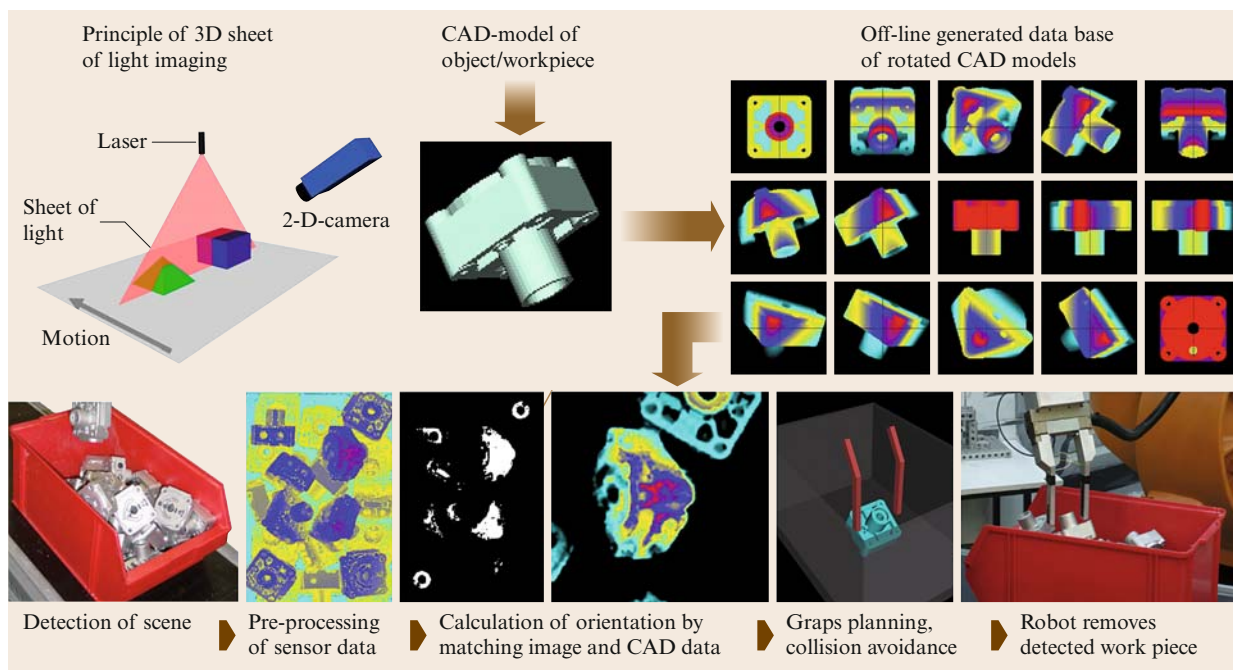 Principle of 3D sheet
of light imaging
CAD-model of
object/workpiece
Off-line generated data base
of rotated CAD models
Laser
2-D-camera
Sheet of
light
Motion
Detection of scene
Pre-processing
of sensor data
Calculation of orientation by
matching image and CAD data
Graps planning,
collision avoidance
Robot removes
detected work piece